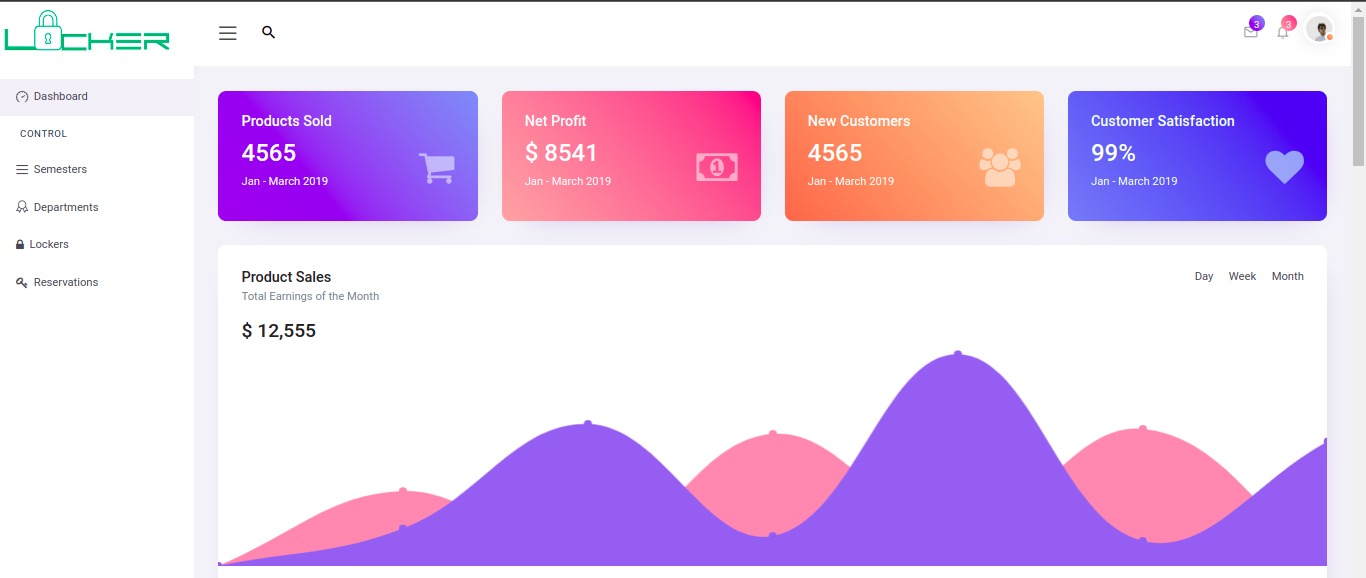 LOCKER
3
3
Dashboard
CONTROL
Semesters
Departments
Lockers
Reservations
Products Sold
4565
Jan - March 2019
Net Profit
$ 8541
Jan - March 2019
1
New Customers
4565
Jan - March 2019
Customer Satisfaction
99%
Jan - March 2019
Product Sales
Total Earnings of the Month
Day Week Month
$ 12,555